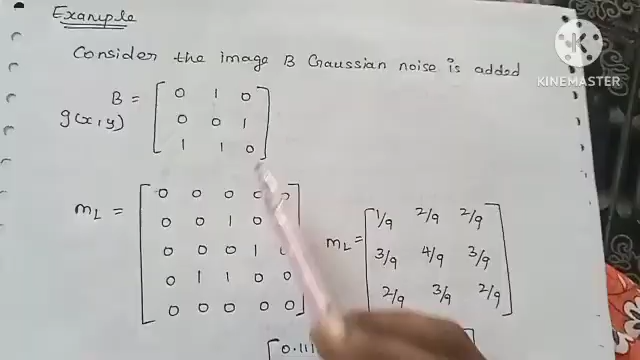 Example
Consider the image B Gaussian noise is added
KINEMASTER
B = 0 1 0
g(x,y) 0 0 1
1 1 0
mL = 0 0 0 0 0
0 0 1 0
0 0 0 1
0 1 1 0 0
0 0 0 0 0
mL = 1/9 2/9 2/9
3/9 4/9 3/9
2/9 3/9 2/9
0.111